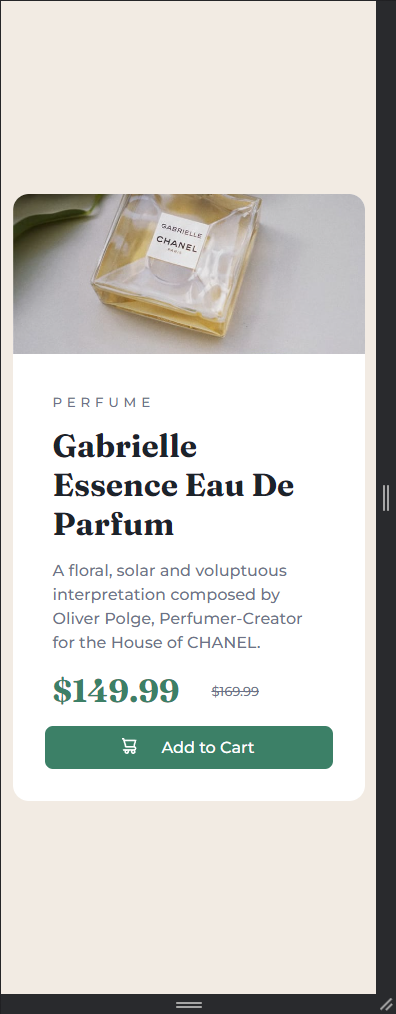 GABRIELLE
CHANEL
PARIS
PERFUME
Gabrielle
Essence Eau De
Parfum
A floral, solar and voluptuous
interpretation composed by
Oliver Polge, Perfumer-Creator
for the House of CHANEL.
$149.99 $169.99
Add to Cart